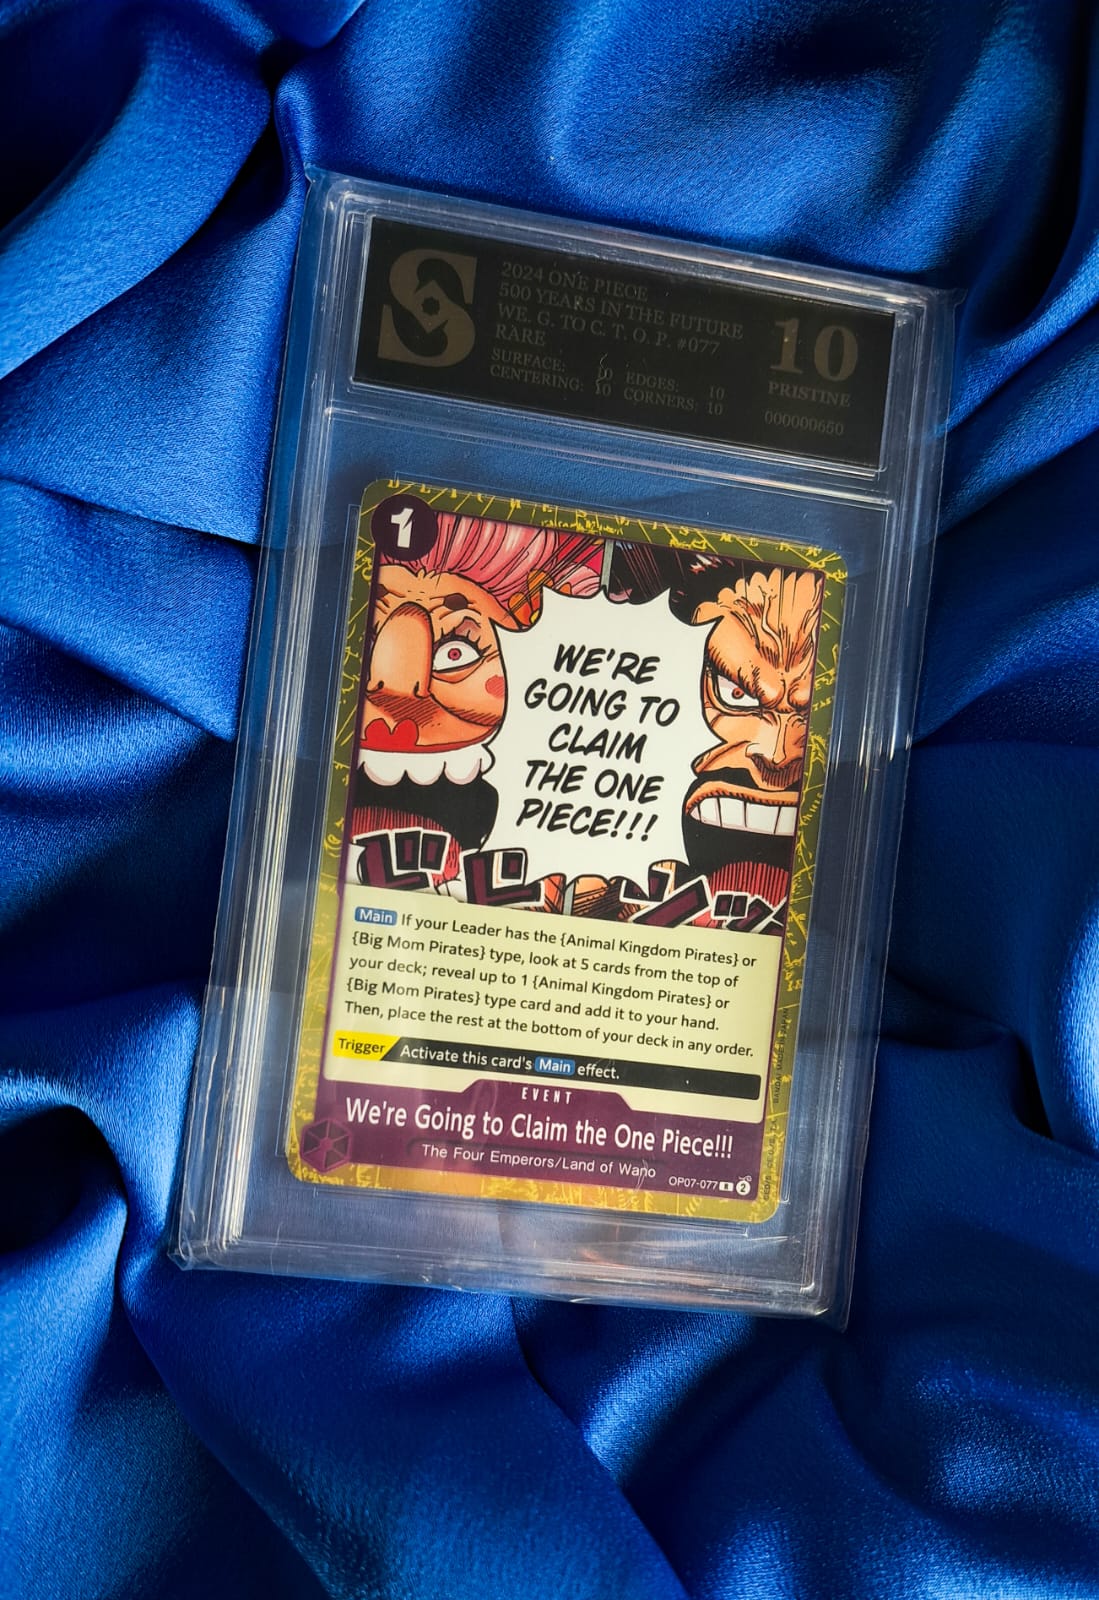 S
2024 ONE PIECE
500 YEARS IN THE FUTURE
WE. G. TO C. T. O. P. #077
RARE
SURFACE: 10 EDGES: 10
CENTERING: 10 CORNERS: 10
10
PRISTINE
000000650
1
WE'RE
GOING TO
CLAIM
THE ONE
PIECE!!!
Main If your Leader has the {Animal Kingdom Pirates} or
{Big Mom Pirates} type, look at 5 cards from the top of
your deck; reveal up to 1 {Animal Kingdom Pirates} or
{Big Mom Pirates} type card and add it to your hand.
Then, place the rest at the bottom of your deck in any order.
Trigger Activate this card's Main effect.
EVENT
We're Going to Claim the One Piece!!!
The Four Emperors/Land of Wano
OP07-077 R 2
BANDAI MADE IN JAPAN